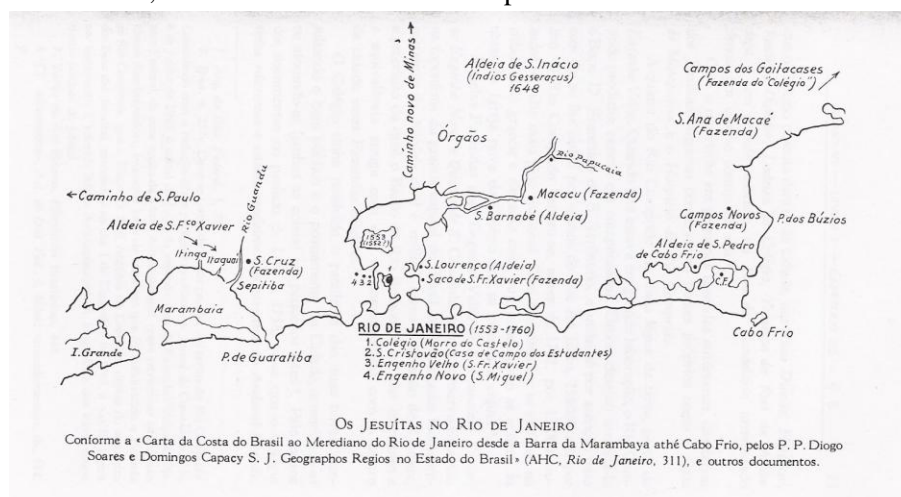 Caminho novo de Minas →
Aldeia de S. Inácio
(Índios Gesseraçus)
1648
Campos dos Goitacases
(Fazenda do "Colégio")
S. Ana de Macaé
(Fazenda)
Órgãos
Rio Papucaia
← Caminho de S. Paulo
Rio Guandu
Macacu (Fazenda)
S. Barnabé (Aldeia)
Campos Novos
(Fazenda)
P. dos Búzios
Aldeia de S. Fco Xavier
Itinga
Itaguaí
S. Cruz
(Fazenda)
Sepitiba
1553
(1552?)
Aldeia de S. Pedro
de Cabo Frio
C.F.
S. Lourenço (Aldeia)
Saco de S. Fr. Xavier (Fazenda)
4 3 2
1
Marambaia
I. Grande
P. de Guaratiba
Cabo Frio
RIO DE JANEIRO (1553-1760)
1. Colégio (Morro do Castelo)
2. S. Cristovão (Casa de Campo dos Estudantes)
3. Engenho Velho (S. Fr. Xavier)
4. Engenho Novo (S. Miguel)
OS JESUÍTAS NO RIO DE JANEIRO
Conforme a «Carta da Costa do Brasil ao Merediano do Rio de Janeiro desde a Barra da Marambaya athé Cabo Frio, pelos P. P. Diogo
Soares e Domingos Capacy S. J. Geographos Regios no Estado do Brasil» (AHC, Rio de Janeiro, 311), e outros documentos.